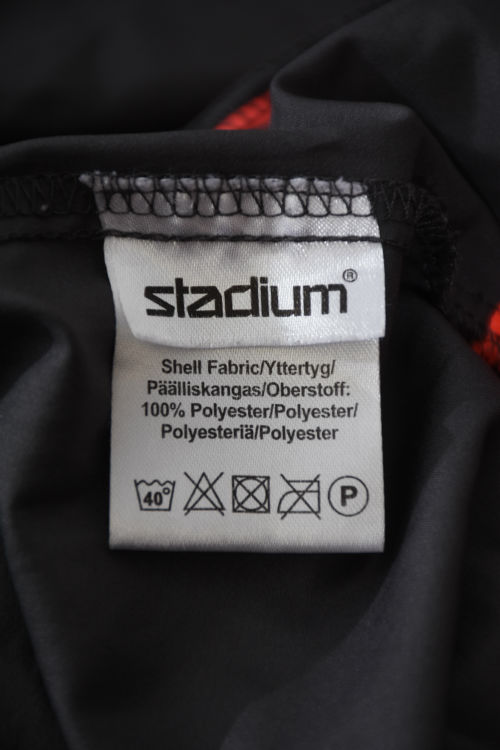 stadium®
Shell Fabric/Yttertyg/
Päälliskangas/Oberstoff:
100% Polyester/Polyester/
Polyesteriä/Polyester
40° P